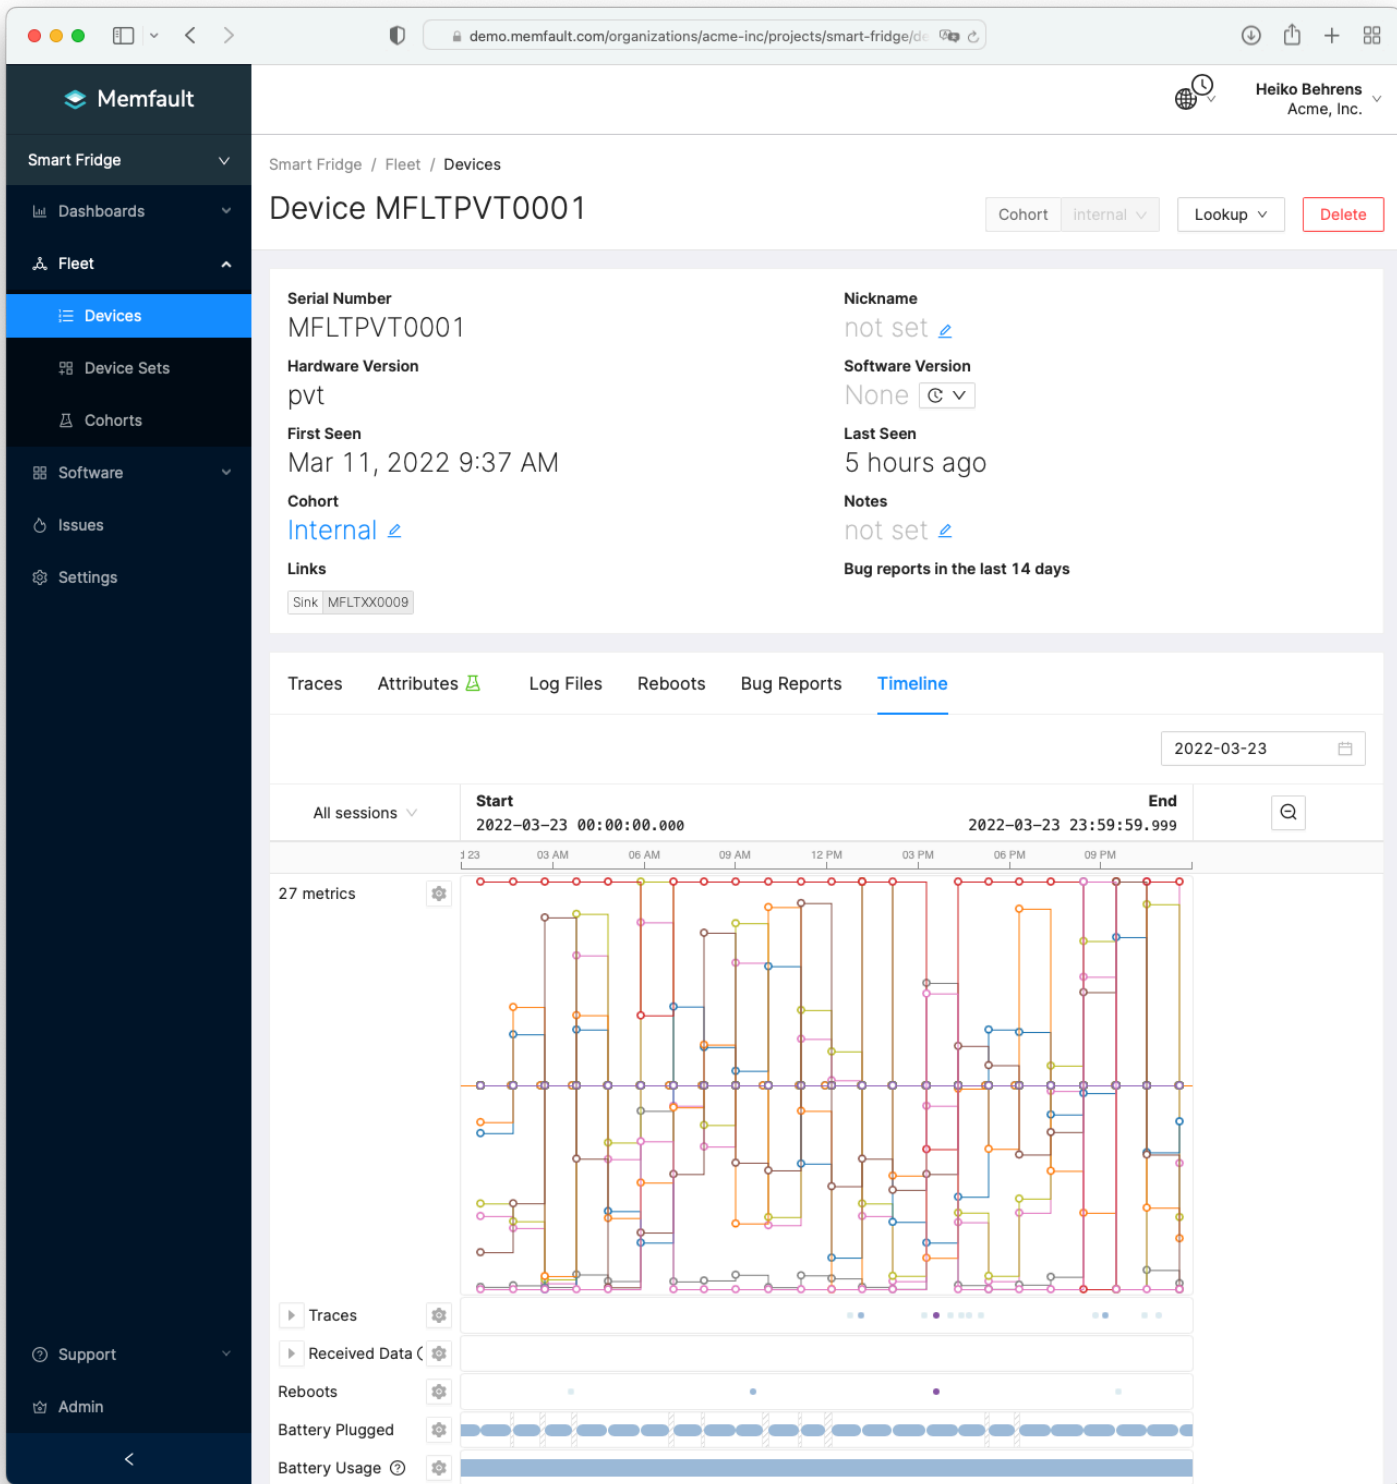 demo.memfault.com/organizations/acme-inc/projects/smart-fridge/de
Memfault
Heiko Behrens
Acme, Inc.
Smart Fridge
Smart Fridge / Fleet / Devices
Dashboards
Device MFLTPVT0001
Cohort internal
Lookup
Delete
Fleet
Devices
Device Sets
Cohorts
Software
Issues
Settings
Serial Number
MFLTPVT0001
Nickname
not set
Hardware Version
pvt
Software Version
None
First Seen
Mar 11, 2022 9:37 AM
Last Seen
5 hours ago
Cohort
Internal
Notes
not set
Links
Sink MFLTXX0009
Bug reports in the last 14 days
Traces Attributes Log Files Reboots Bug Reports Timeline
2022-03-23
All sessions
Start
2022-03-23 00:00:00.000
End
2022-03-23 23:59:59.999
23 03 AM 06 AM 09 AM 12 PM 03 PM 06 PM 09 PM
27 metrics
Traces
Received Data (
Reboots
Battery Plugged
Battery Usage
Support
Admin